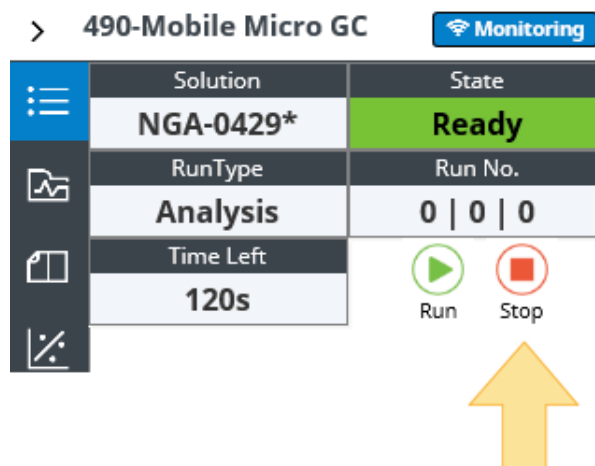 490-Mobile Micro GC
Monitoring
Solution
State
NGA-0429*
Ready
RunType
Run No.
Analysis
0 | 0 | 0
Time Left
120s
Run
Stop